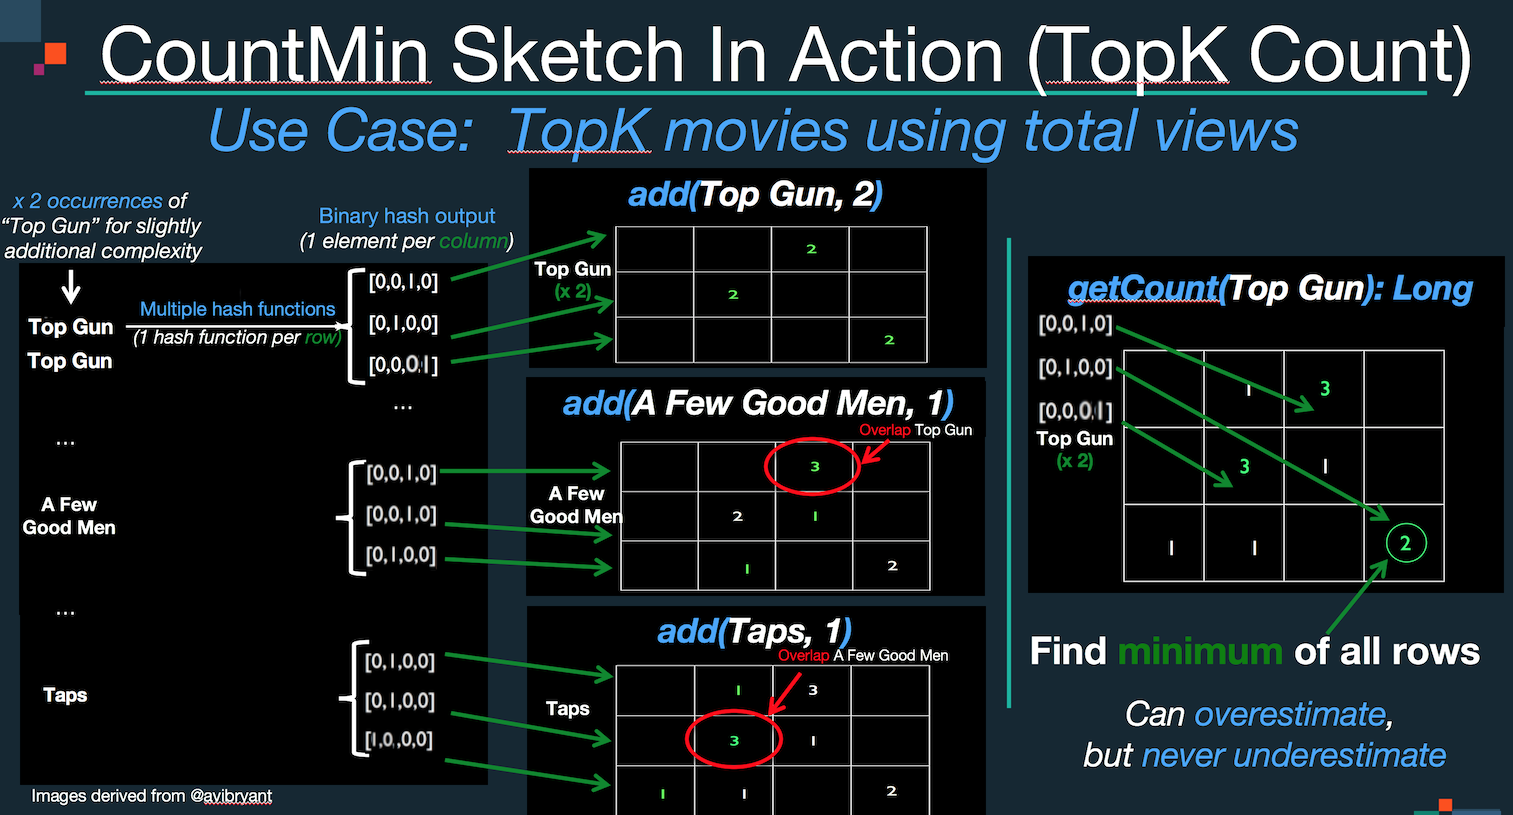 CountMin Sketch In Action (TopK Count)
Use Case: TopK movies using total views
x 2 occurrences of
“Top Gun” for slightly
additional complexity
Binary hash output
(1 element per column)
Top Gun
Top Gun
...
A Few
Good Men
...
Taps
Multiple hash functions
(1 hash function per row)
[0,0,1,0]
[0,1,0,0]
[0,0,0,1]
...
[0,0,1,0]
[0,0,1,0]
[0,1,0,0]
[0,1,0,0]
[0,1,0,0]
[1,0,0,0]
Images derived from @avibryant
add(Top Gun, 2)
Top Gun
(x 2)
2
2
2
add(A Few Good Men, 1)
Overlap Top Gun
A Few
Good Men
3
2 1
1 2
add(Taps, 1)
Overlap A Few Good Men
Taps
1 3
3 1
1 1 2
getCount(Top Gun): Long
[0,0,1,0]
[0,1,0,0]
[0,0,0,1]
Top Gun
(x 2)
1 3
3 1
1 1 2
Find minimum of all rows
Can overestimate,
but never underestimate